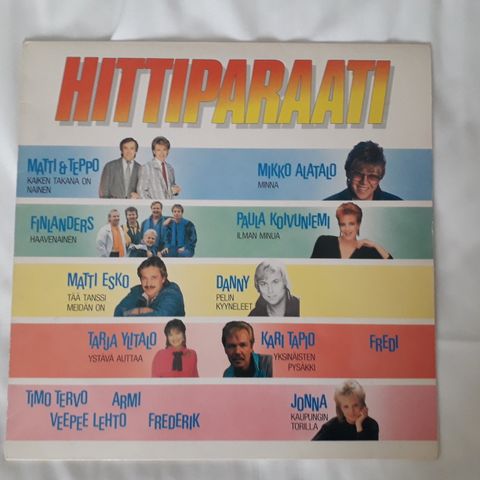 HITTIPARAATI
MATTI & TEPPO
KAIKEN TAKANA ON
NAINEN
MIKKO ALATALO
MINNA
FINLANDERS
HAAVENAINEN
PAULA KOIVUNIEMI
ILMAN MINUA
MATTI ESKO
TÄÄ TANSSI
MEIDÄN ON
DANNY
PELIN
KYYNELEET
TARJA YLITALO
YSTÄVÄ AUTTAA
KARI TAPIO
YKSINÄISTEN
PYSÄKKI
FREDI
TIMO TERVO ARMI
VEEPEE LEHTO FREDERIK
JONNA
KAUPUNGIN
TORILLA